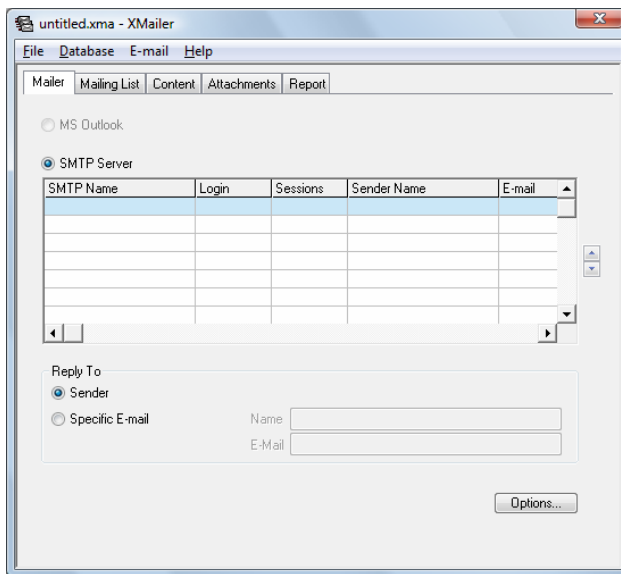 untitled.xma - XMailer
File Database E-mail Help
Mailer Mailing List Content Attachments Report
MS Outlook
SMTP Server
SMTP Name Login Sessions Sender Name E-mail
Reply To
Sender
Specific E-mail Name
E-Mail
Options...